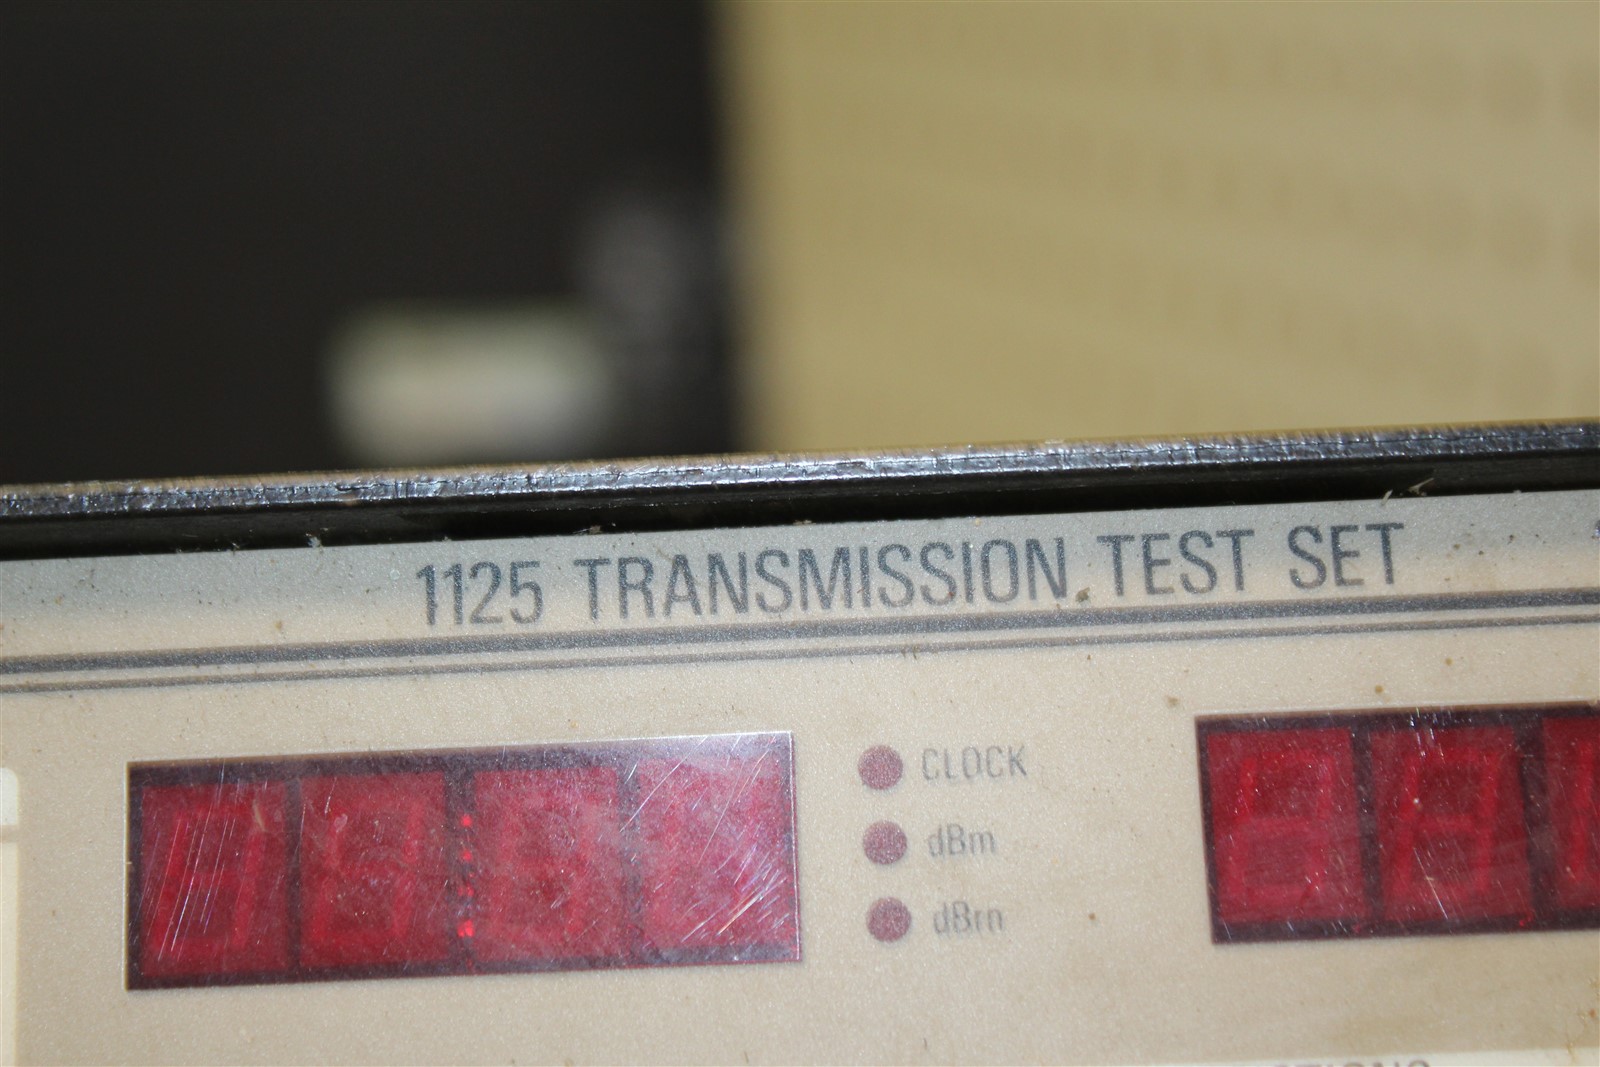 1125 TRANSMISSION TEST SET
CLOCK
dBm
dBrn